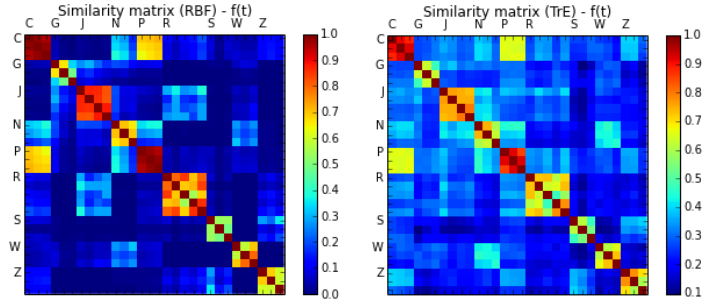 Similarity matrix (RBF) - f(t)
C G J N P R S W Z
C
G
J
N
P
R
S
W
Z
1.0
0.9
0.8
0.7
0.6
0.5
0.4
0.3
0.2
0.1
0.0
Similarity matrix (TrE) - f(t)
C G J N P R S W Z
C
G
J
N
P
R
S
W
Z
1.0
0.9
0.8
0.7
0.6
0.5
0.4
0.3
0.2
0.1